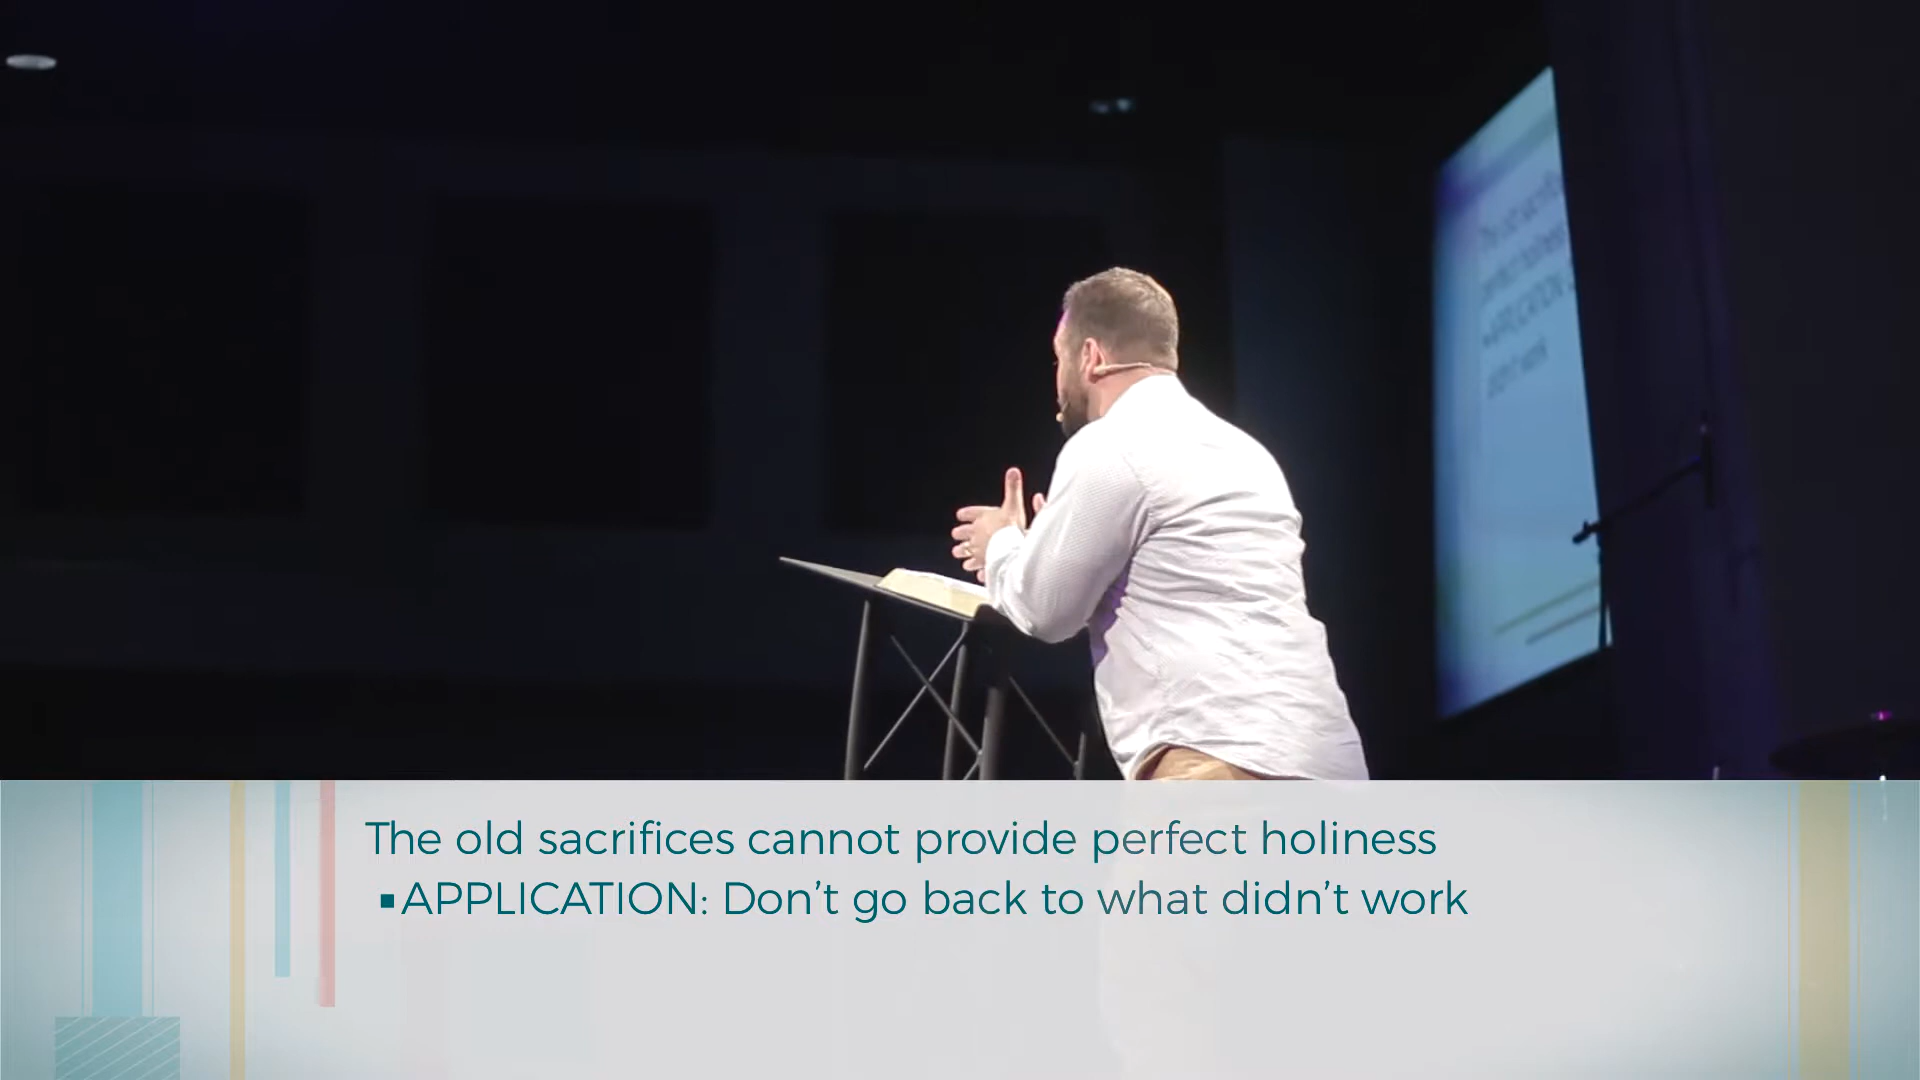 The old sacrifices cannot provide perfect holiness
▪APPLICATION: Don't go back to what didn't work